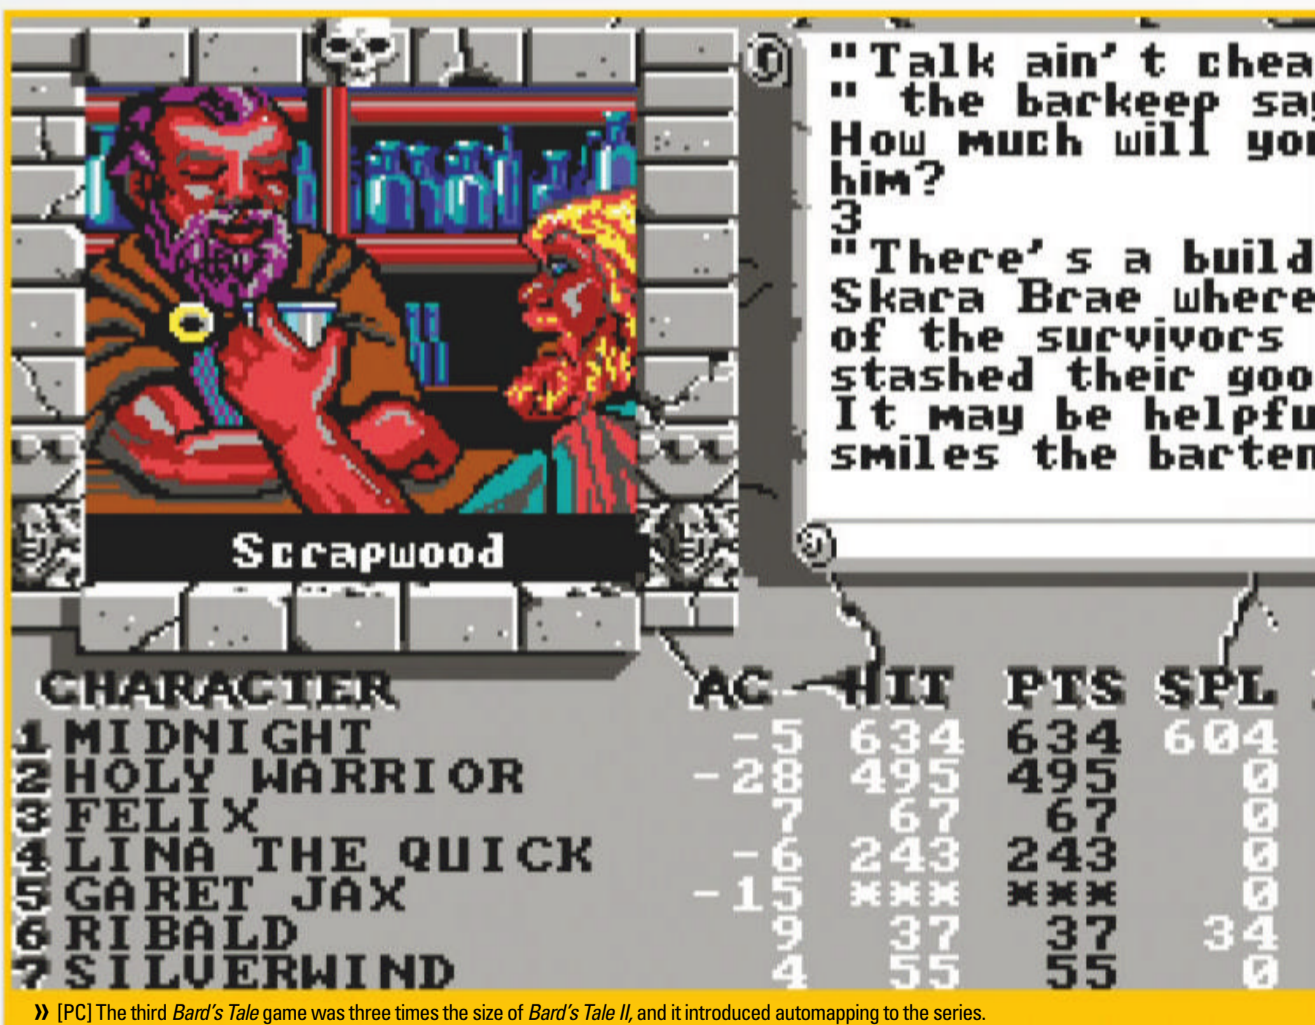 "Talk ain't chea
" the barkeep sa
How much will yo
him?
3
"There's a build
Skara Brae where
of the survivors
stashed their goo
It may be helpfu
smiles the barten
Scrapwood
CHARACTER AC HIT PTS SPL
1 MIDNIGHT -5 634 634 604
2 HOLY WARRIOR -28 495 495 0
3 FELIX 7 67 67 0
4 LINA THE QUICK -6 243 243 0
5 GARET JAX -15 *** *** 0
6 RIBALD 9 37 37 34
7 SILVERWIND 4 55 55 0
» [PC] The third Bard's Tale game was three times the size of Bard's Tale II, and it introduced automapping to the series.